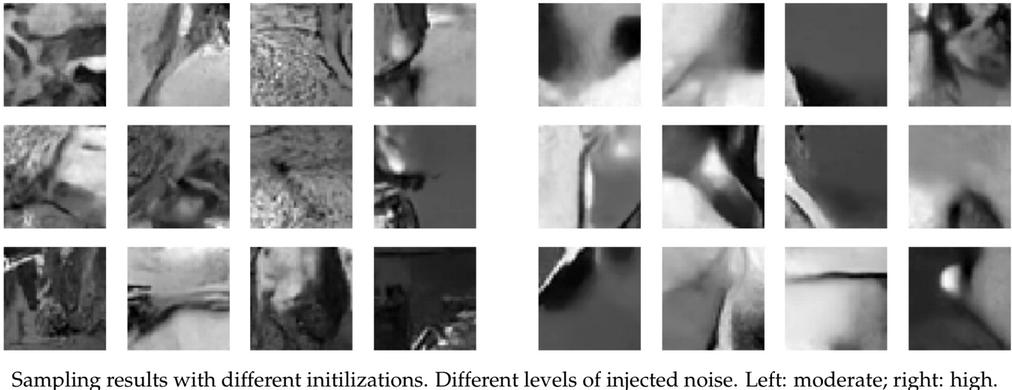 Sampling results with different initilizations. Different levels of injected noise. Left: moderate; right: high.